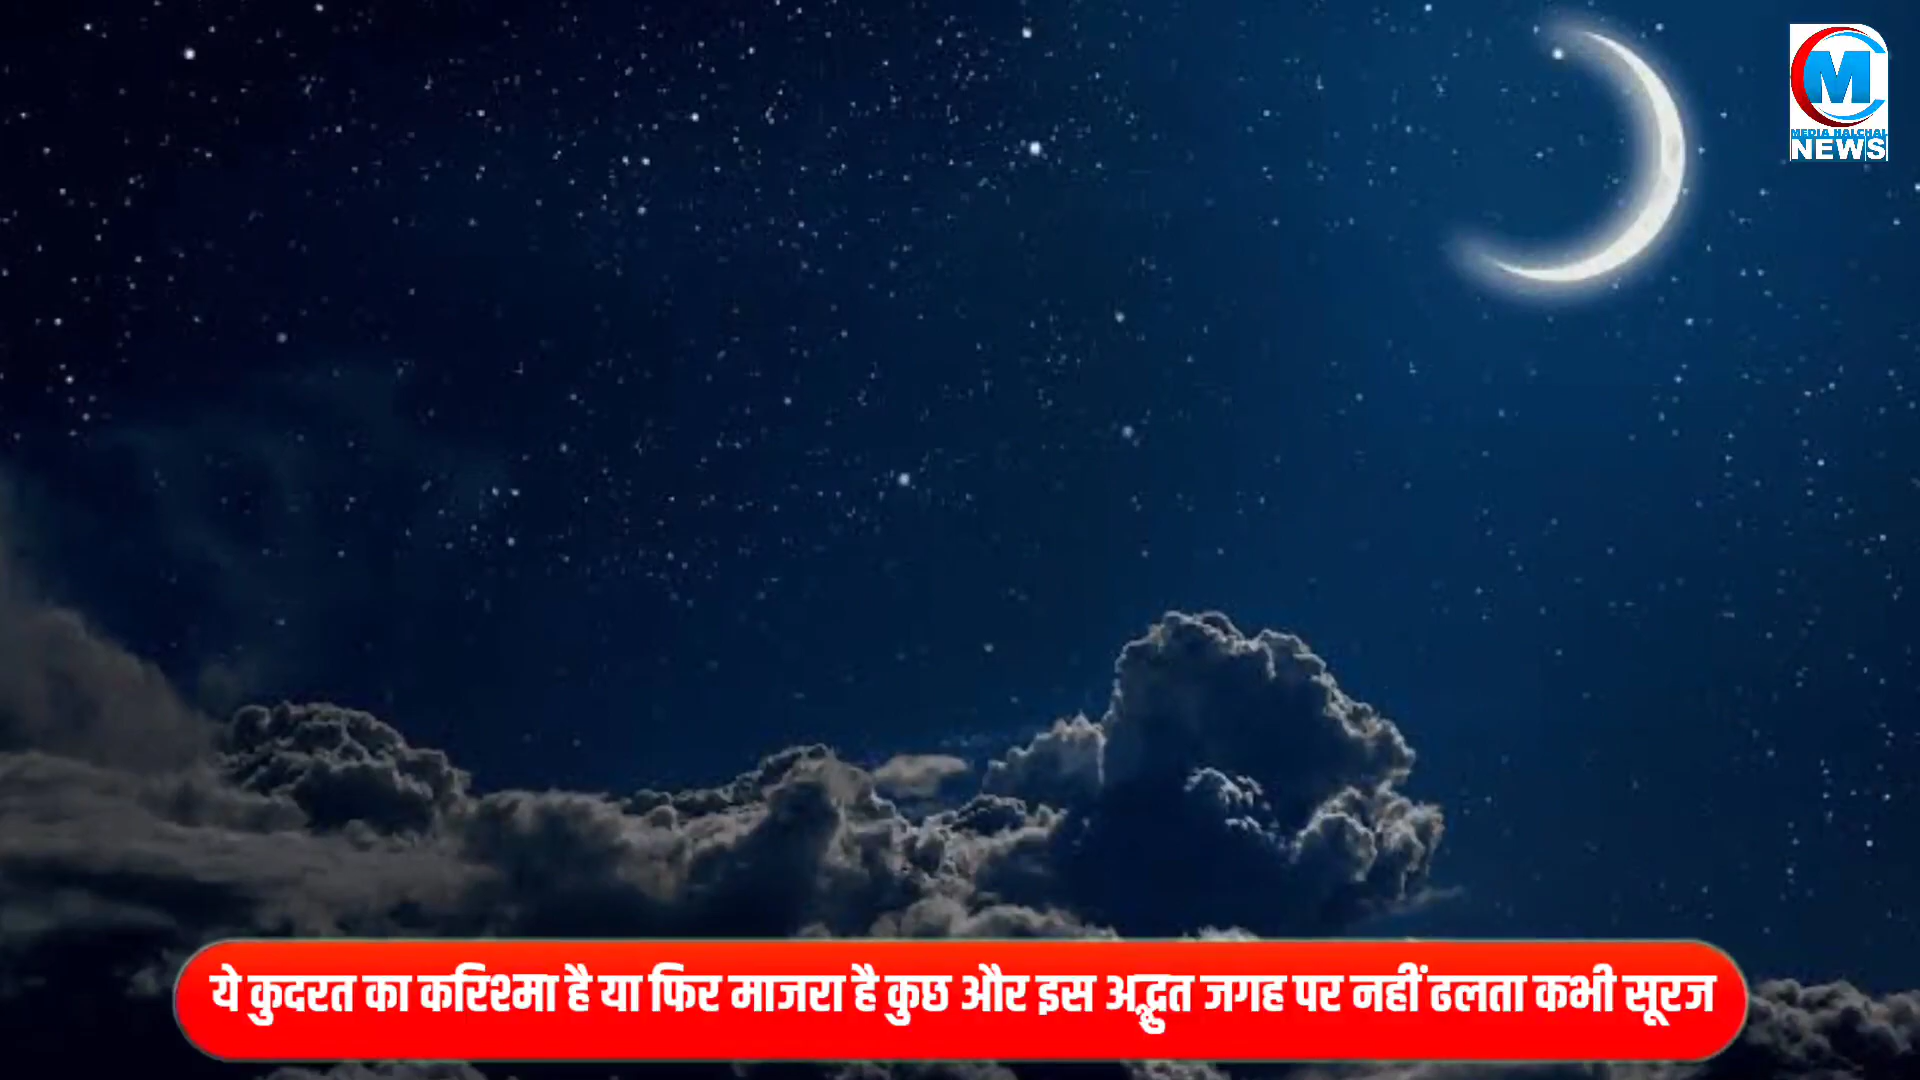 MEDIA HALCHAL
NEWS
ये कुदरत का करिश्मा है या फिर माजरा है कुछ और इस अद्भुत जगह पर नहीं ढलता कभी सूरज